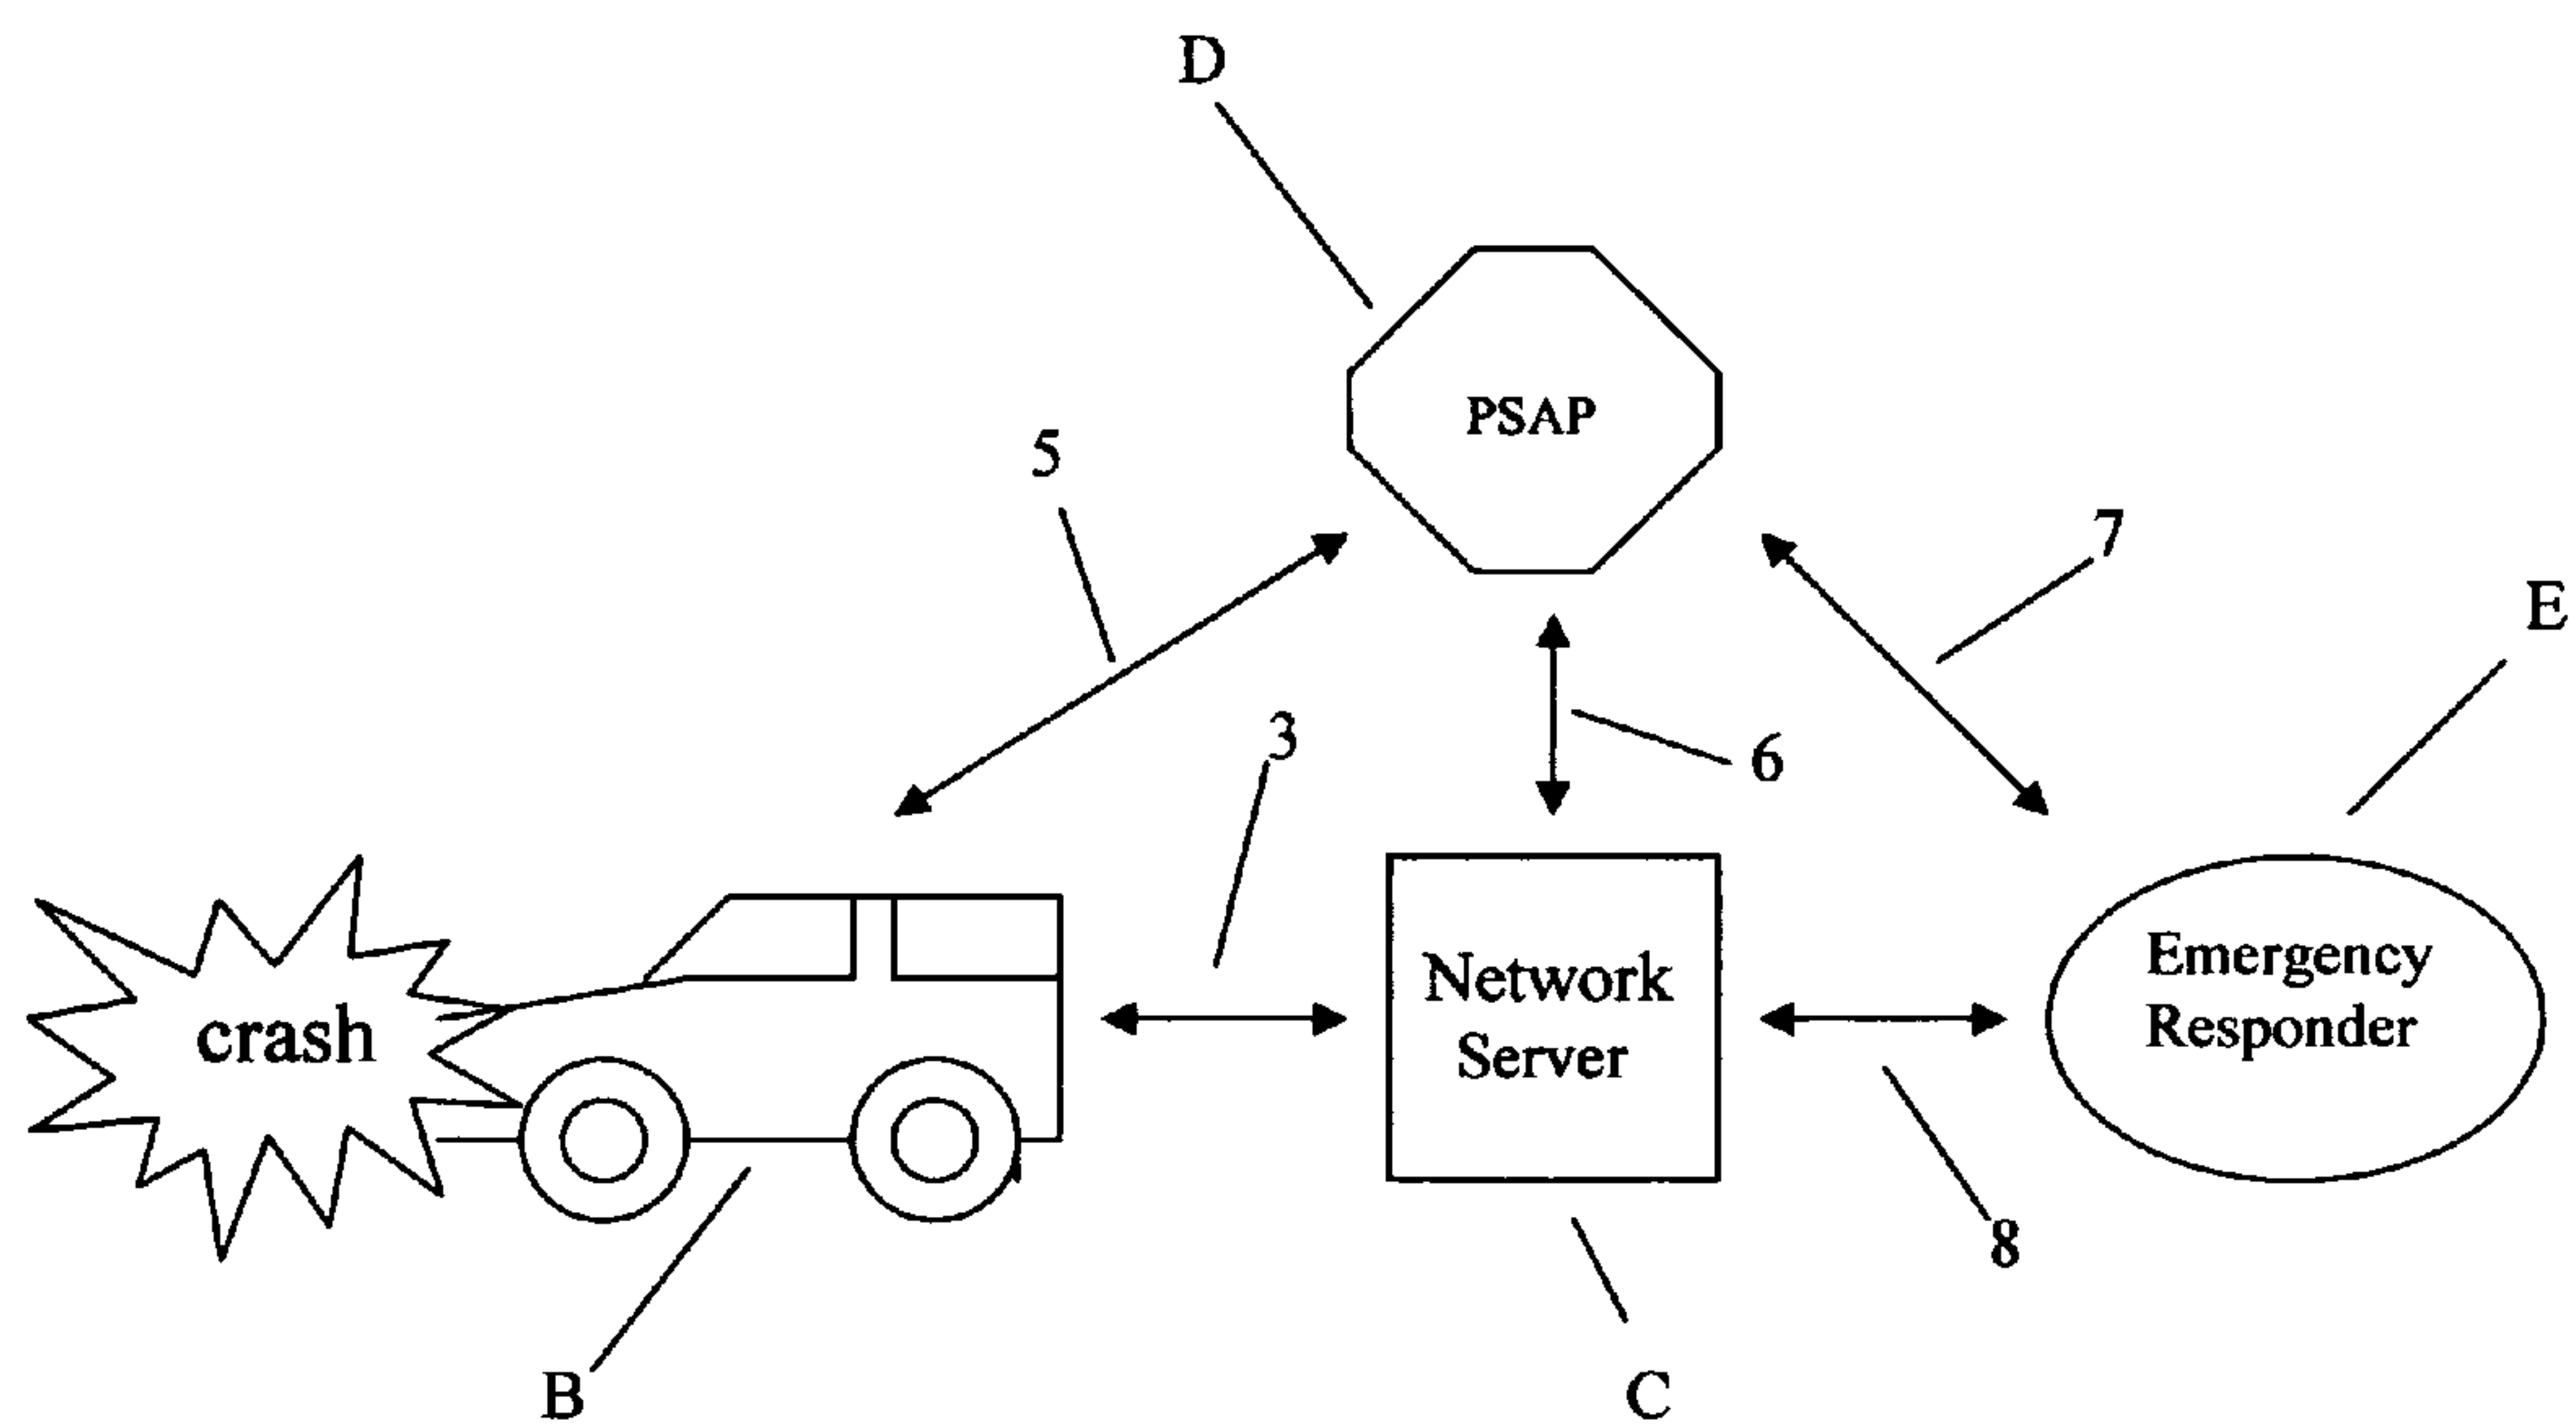 D
PSAP
5
7
E
3
6
crash
Network
Server
Emergency
Responder
8
B
C